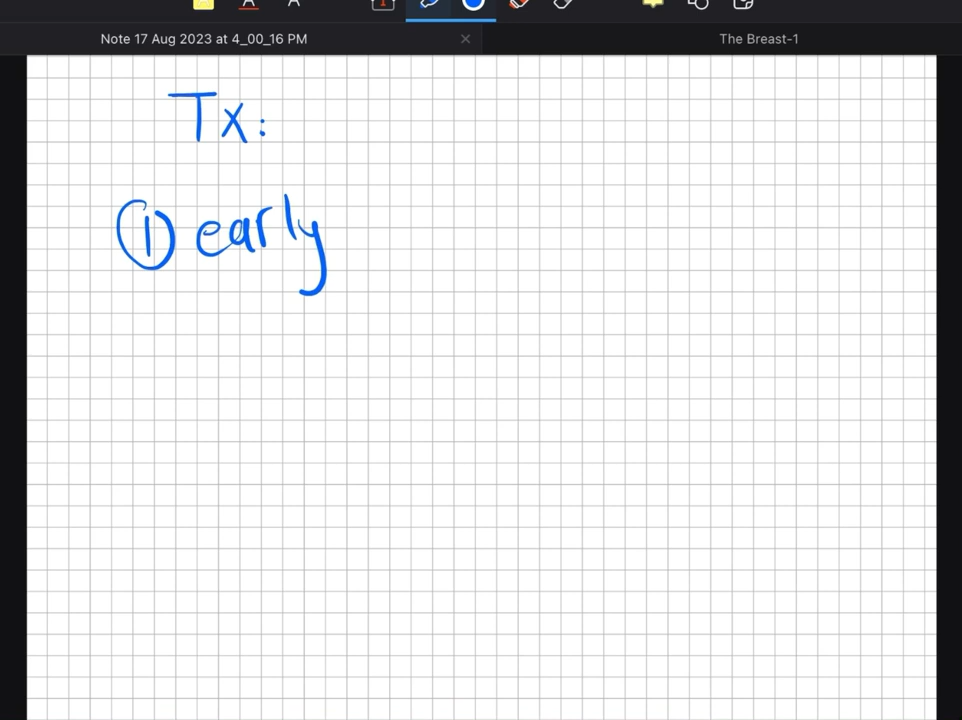 Note 17 Aug 2023 at 4_00_16 PM
The Breast-1
Tx:
① early